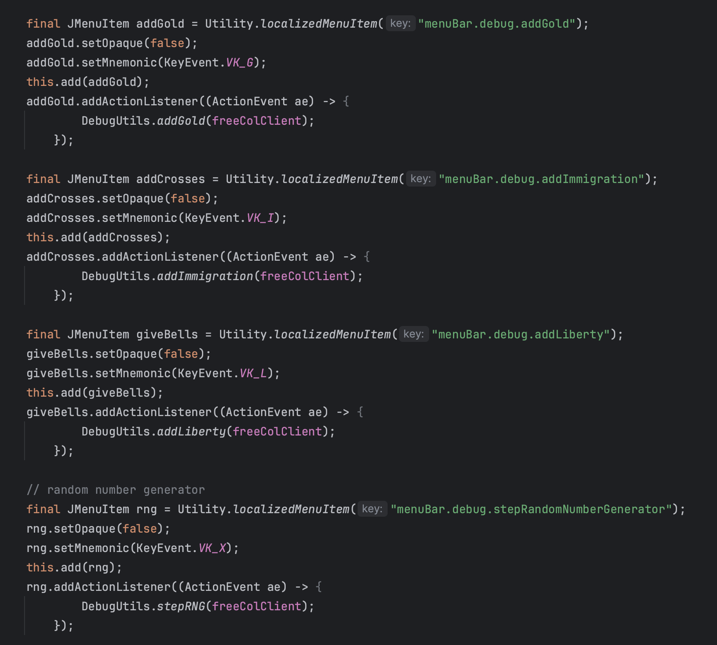 final JMenuItem addGold = Utility.localizedMenuItem( key: "menuBar.debug.addGold");
addGold.setOpaque(false);
addGold.setMnemonic(KeyEvent.VK_G);
this.add(addGold);
addGold.addActionListener((ActionEvent ae) -> {
        DebugUtils.addGold(freeColClient);
    });

final JMenuItem addCrosses = Utility.localizedMenuItem( key: "menuBar.debug.addImmigration");
addCrosses.setOpaque(false);
addCrosses.setMnemonic(KeyEvent.VK_I);
this.add(addCrosses);
addCrosses.addActionListener((ActionEvent ae) -> {
        DebugUtils.addImmigration(freeColClient);
    });

final JMenuItem giveBells = Utility.localizedMenuItem( key: "menuBar.debug.addLiberty");
giveBells.setOpaque(false);
giveBells.setMnemonic(KeyEvent.VK_L);
this.add(giveBells);
giveBells.addActionListener((ActionEvent ae) -> {
        DebugUtils.addLiberty(freeColClient);
    });

// random number generator
final JMenuItem rng = Utility.localizedMenuItem( key: "menuBar.debug.stepRandomNumberGenerator");
rng.setOpaque(false);
rng.setMnemonic(KeyEvent.VK_X);
this.add(rng);
rng.addActionListener((ActionEvent ae) -> {
        DebugUtils.stepRNG(freeColClient);
    });